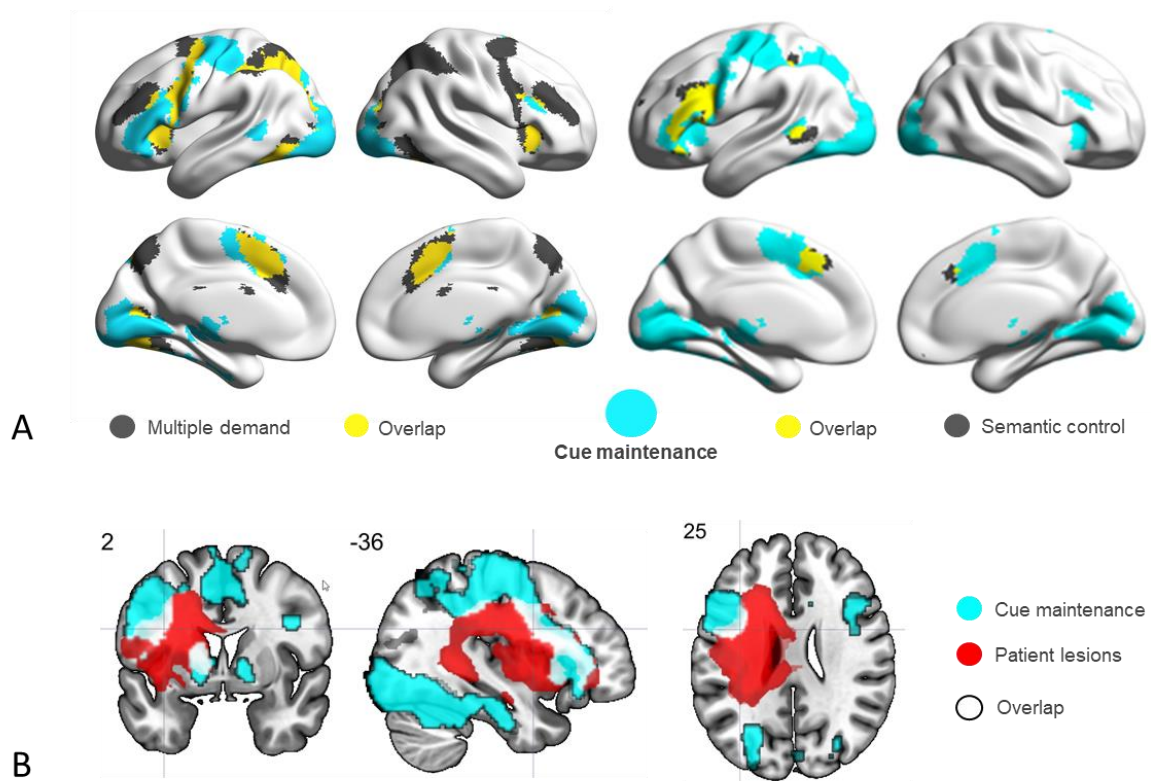 A
Multiple demand
Overlap
Cue maintenance
Overlap
Semantic control
2
-36
25
Cue maintenance
Patient lesions
Overlap
B